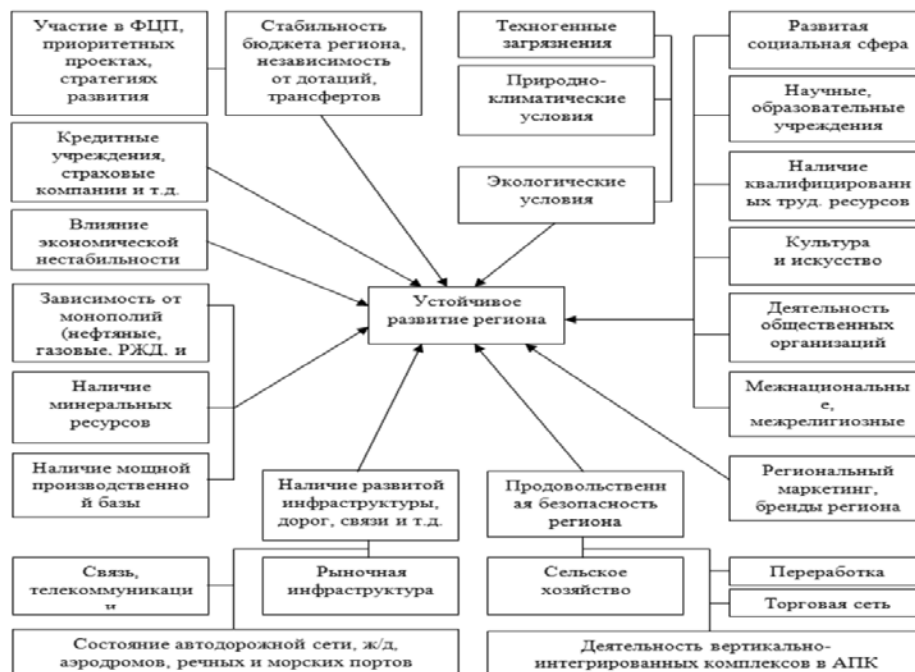 Участие в ФЦП,
приоритетных
проектах,
стратегиях
развития
Стабильность
бюджета региона,
независимость
от дотаций,
трансфертов
Техногенные
загрязнения
Развитая
социальная сфера
Природно-
климатические
условия
Научные,
образовательные
учреждения
Кредитные
учреждения,
страховые
компании и т.д.
Экологические
условия
Наличие
квалифицированн
ых труд. ресурсов
Влияние
экономической
нестабильности
Культура
и искусство
Зависимость от
монополий
(нефтяные,
газовые, РЖД, и
Устойчивое
развитие региона
Деятельность
общественных
организаций
Наличие
минеральных
ресурсов
Межнациональны
е,
межрелигиозные
Наличие мощной
производственно
й базы
Наличие развитой
инфраструктуры,
дорог, связи и т.д.
Продовольственн
ая безопасность
региона
Региональный
маркетинг,
бренды региона
Связь,
телекоммуникаци
и
Рыночная
инфраструктура
Сельское
хозяйство
Переработка
Торговая сеть
Состояние автодорожной сети, ж/д,
аэродромов, речных и морских портов
Деятельность вертикально-
интегрированных комплексов в АПК